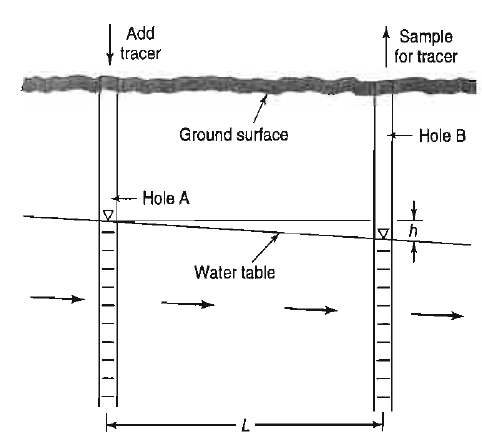 Add
tracer
Sample
for tracer
Ground surface
Hole B
Hole A
h
Water table
L